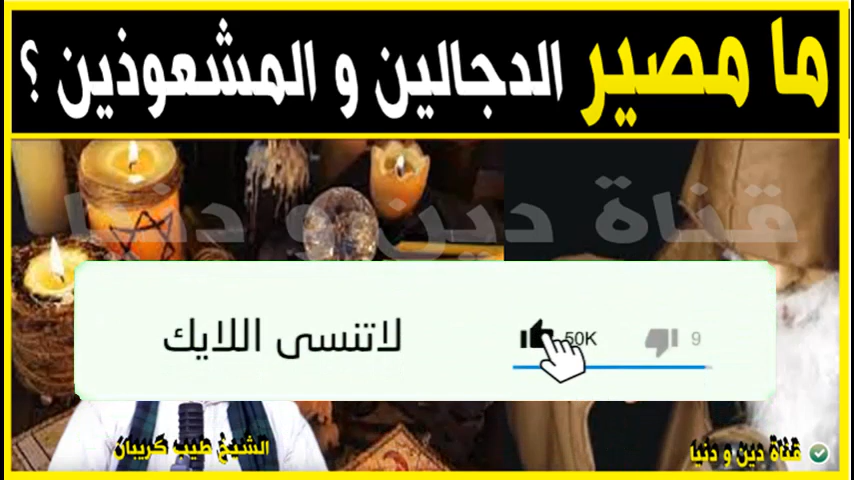 ما مصير الدجالين و المشعوذين ؟
قناة دين و دنيا
لاتنسى اللايك
50K
9
الشيخ طيب كريبان
قناة دين و دنيا